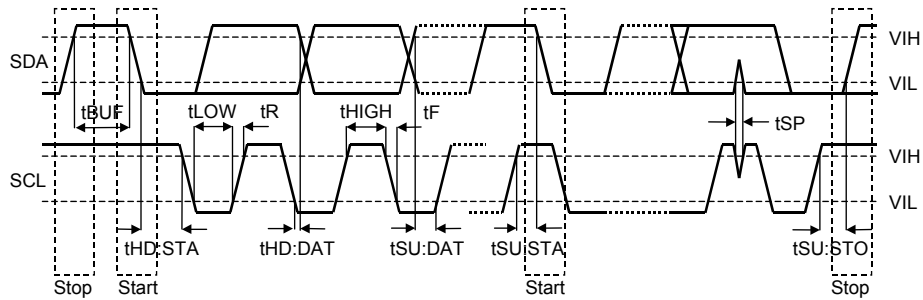 VIH
SDA
VIL
tBUF tLOW tR tHIGH tF tSP
VIH
SCL
VIL
tHD:STA tHD:DAT tSU:DAT tSU:STA tSU:STO
Stop Start Start Stop